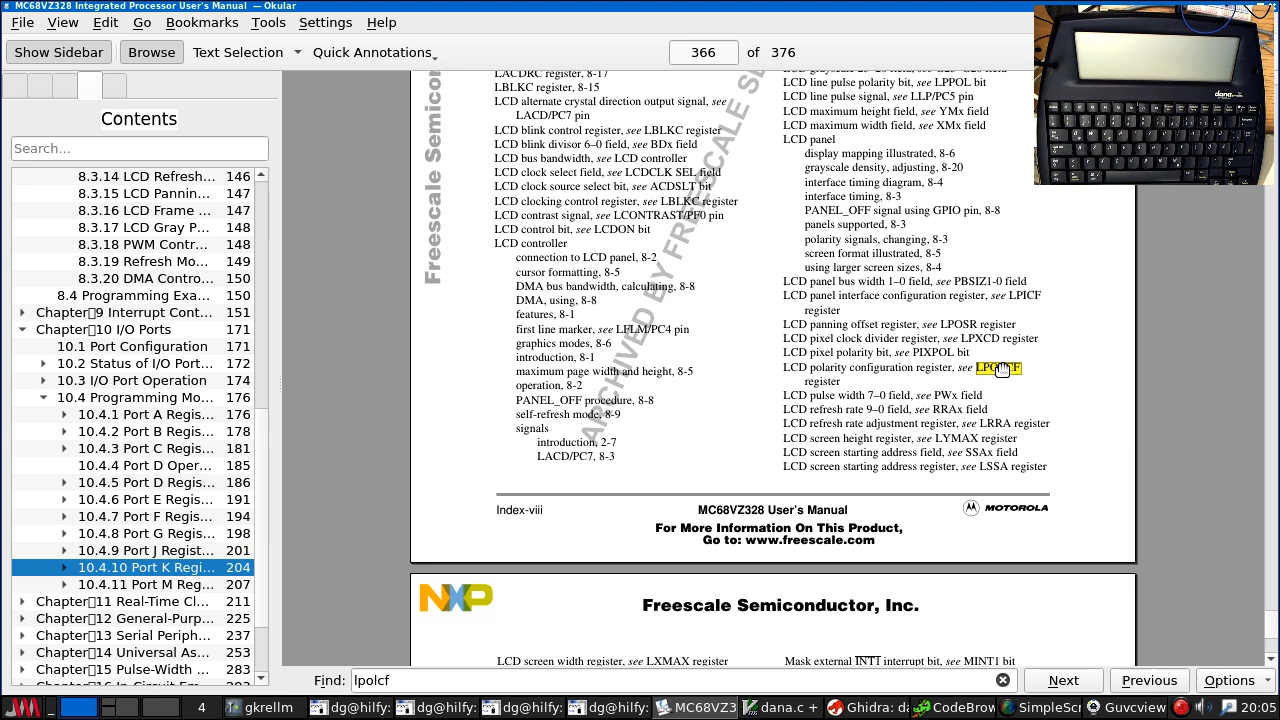 MC68VZ328 Integrated Processor User's Manual — Okular
File View Edit Go Bookmarks Tools Settings Help
Show Sidebar Browse Text Selection Quick Annotations 366 of 376
Contents
Search...
8.3.14 LCD Refresh... 146
8.3.15 LCD Pannin... 147
8.3.16 LCD Frame ... 147
8.3.17 LCD Gray P... 148
8.3.18 PWM Contr... 148
8.3.19 Refresh Mo... 149
8.3.20 DMA Contro... 150
8.4 Programming Exa... 150
Chapter 9 Interrupt Cont... 151
Chapter 10 I/O Ports 171
10.1 Port Configuration 171
10.2 Status of I/O Port... 172
10.3 I/O Port Operation 174
10.4 Programming Mo... 176
10.4.1 Port A Regis... 176
10.4.2 Port B Regis... 178
10.4.3 Port C Regis... 181
10.4.4 Port D Oper... 185
10.4.5 Port D Regis... 186
10.4.6 Port E Regis... 191
10.4.7 Port F Regis... 194
10.4.8 Port G Regis... 198
10.4.9 Port J Regist... 201
10.4.10 Port K Regi... 204
10.4.11 Port M Reg... 207
Chapter 11 Real-Time Cl... 211
Chapter 12 General-Purp... 225
Chapter 13 Serial Periph... 237
Chapter 14 Universal As... 253
Chapter 15 Pulse-Width ... 283
Freescale Semicon
ARCHIVED BY FREESCALE SE
LACDRC register, 8-17
LBLKC register, 8-15
LCD alternate crystal direction output signal, see
LACD/PC7 pin
LCD blink control register, see LBLKC register
LCD blink divisor 6–0 field, see BDx field
LCD bus bandwidth, see LCD controller
LCD clock select field, see LCDCLK SEL field
LCD clock source select bit, see ACDSLT bit
LCD clocking control register, see LBLKC register
LCD contrast signal, see LCONTRAST/PF0 pin
LCD control bit, see LCDON bit
LCD controller
connection to LCD panel, 8-2
cursor formatting, 8-5
DMA bus bandwidth, calculating, 8-8
DMA, using, 8-8
features, 8-1
first line marker, see LFLM/PC4 pin
graphics modes, 8-6
introduction, 8-1
maximum page width and height, 8-5
operation, 8-2
PANEL_OFF procedure, 8-8
self-refresh mode, 8-9
signals
introduction, 2-7
LACD/PC7, 8-3
LCD line pulse polarity bit, see LPPOL bit
LCD line pulse signal, see LLP/PC5 pin
LCD maximum height field, see YMx field
LCD maximum width field, see XMx field
LCD panel
display mapping illustrated, 8-6
grayscale density, adjusting, 8-20
interface timing diagram, 8-4
interface timing, 8-3
PANEL_OFF signal using GPIO pin, 8-8
panels supported, 8-3
polarity signals, changing, 8-3
screen format illustrated, 8-5
using larger screen sizes, 8-4
LCD panel bus width 1–0 field, see PBSIZ1-0 field
LCD panel interface configuration register, see LPICF
register
LCD panning offset register, see LPOSR register
LCD pixel clock divider register, see LPXCD register
LCD pixel polarity bit, see PIXPOL bit
LCD polarity configuration register, see
register
LCD pulse width 7–0 field, see PWx field
LCD refresh rate 9–0 field, see RRAx field
LCD refresh rate adjustment register, see LRRA register
LCD screen height register, see LYMAX register
LCD screen starting address field, see SSAx field
LCD screen starting address register, see LSSA register
Index-viii MC68VZ328 User's Manual MOTOROLA
For More Information On This Product,
Go to: www.freescale.com
NXP Freescale Semiconductor, Inc.
LCD screen width register, see LXMAX register
Mask external INT1 interrupt bit, see MINT1 bit
dana
Find: lpolcf Next Previous Options
4 gkrellm dg@hilfy: dg@hilfy: dg@hilfy: dg@hilfy: MC68VZ3 dana.c + Ghidra: da CodeBrow SimpleSc Guvcview 20:05